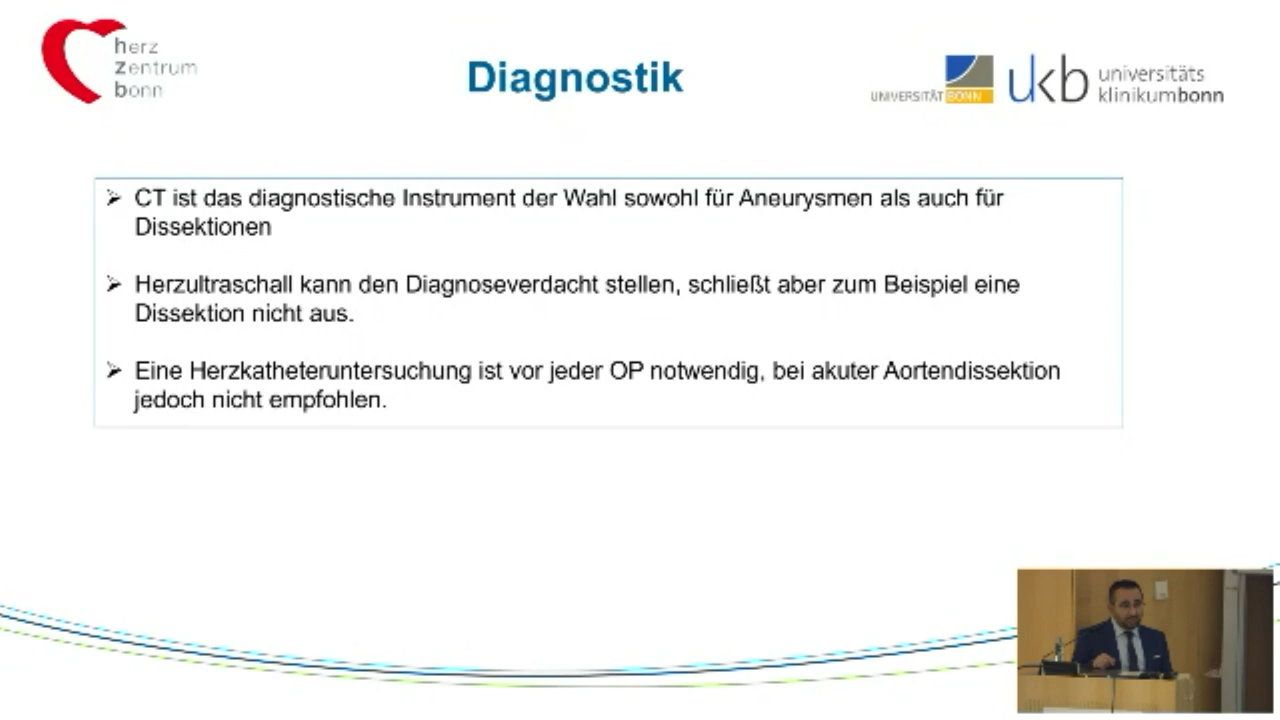 herz
zentrum
bonn
Diagnostik
UNIVERSITÄT BONN
ukb
universitäts
klinikumbonn
➢ CT ist das diagnostische Instrument der Wahl sowohl für Aneurysmen als auch für
Dissektionen
➢ Herzultraschall kann den Diagnoseverdacht stellen, schließt aber zum Beispiel eine
Dissektion nicht aus.
➢ Eine Herzkatheteruntersuchung ist vor jeder OP notwendig, bei akuter Aortendissektion
jedoch nicht empfohlen.